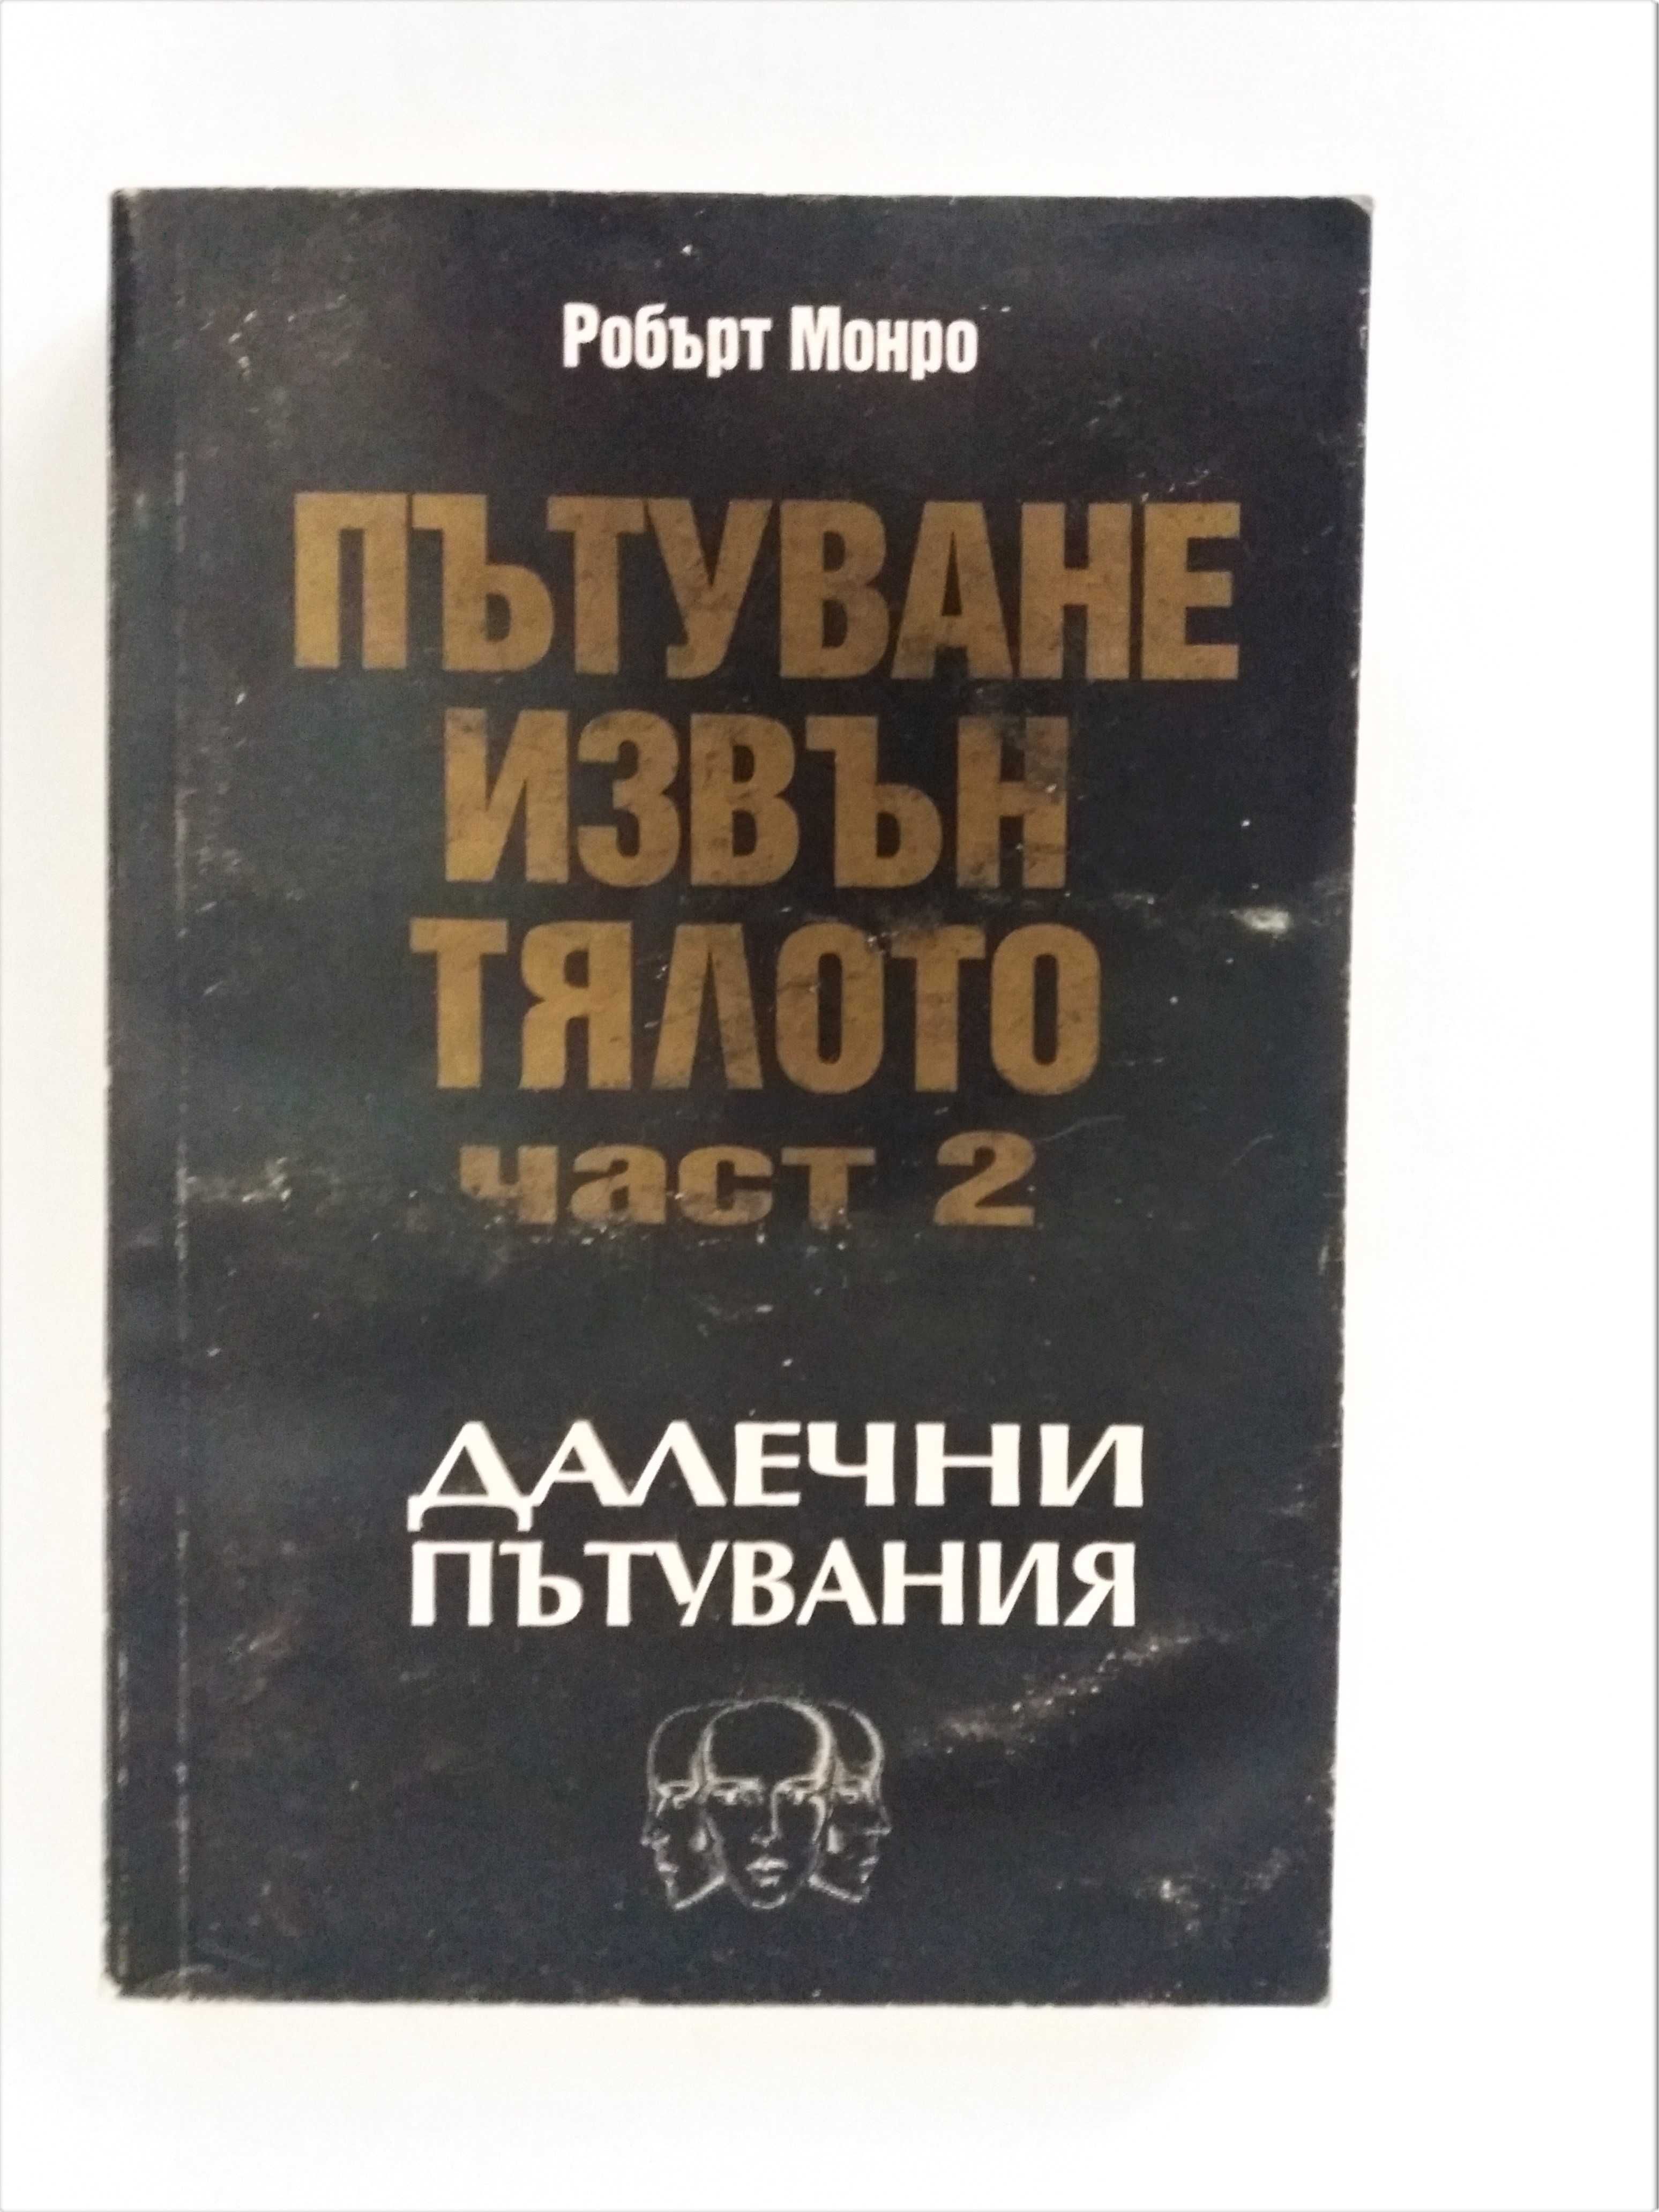 Робърт Монро
ПЪТУВАНЕ
ИЗВЪН
ТЯЛОТО
част 2
ДАЛЕЧНИ
ПЪТУВАНИЯ